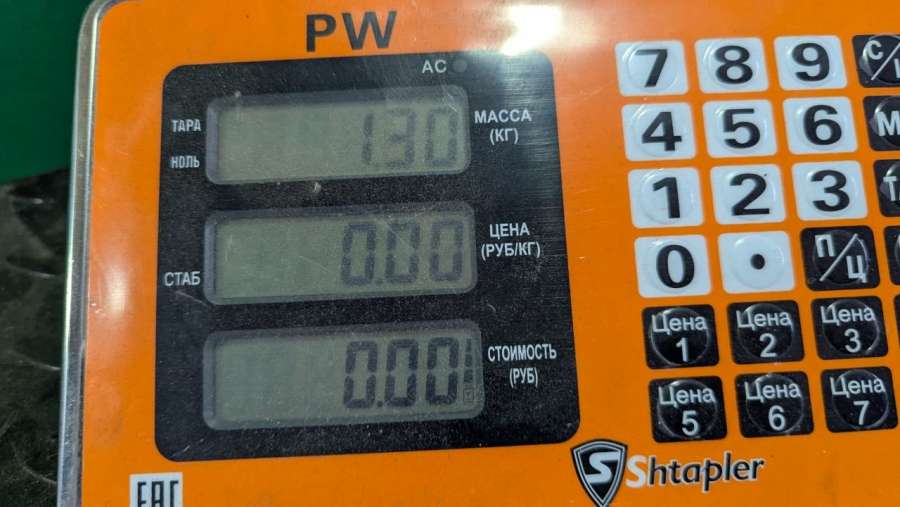 PW
AC
ТАРА
НОЛЬ
130
МАССА
(КГ)
СТАБ
0.00
ЦЕНА
(РУБ/КГ)
0.00
СТОИМОСТЬ
(РУБ)
7 8 9 С/
4 5 6 М
1 2 3 Т
0 . П/Ц
Цена 1
Цена 2
Цена 3
Цена 5
Цена 6
Цена 7
S Shtapler
EAC